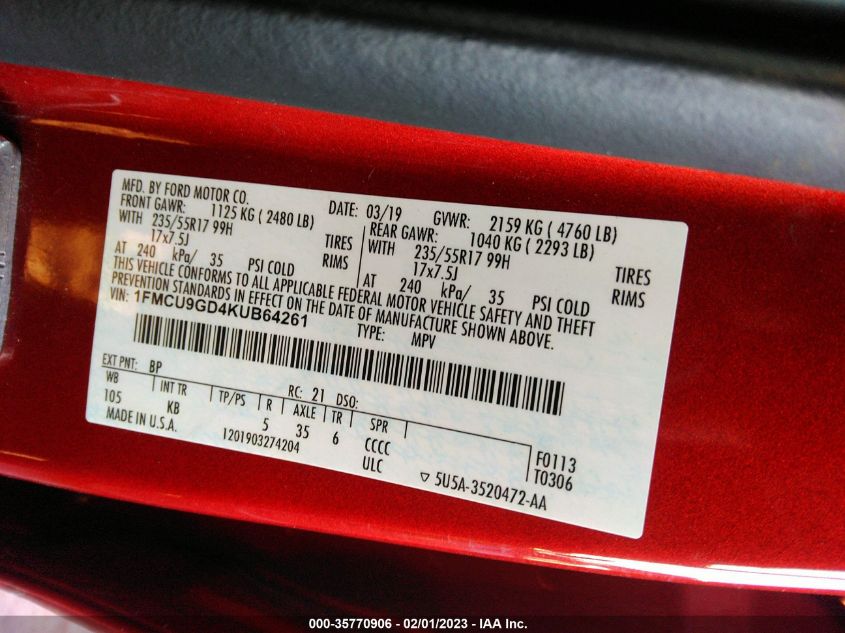 MFD. BY FORD MOTOR CO.
DATE: 03/19 GVWR: 2159 KG ( 4760 LB)
FRONT GAWR: 1125 KG ( 2480 LB) REAR GAWR: 1040 KG ( 2293 LB)
WITH 235/55R17 99H TIRES WITH 235/55R17 99H TIRES
17x7.5J RIMS 17x7.5J RIMS
AT 240 kPa/ 35 PSI COLD AT 240 kPa/ 35 PSI COLD
THIS VEHICLE CONFORMS TO ALL APPLICABLE FEDERAL MOTOR VEHICLE SAFETY AND THEFT
PREVENTION STANDARDS IN EFFECT ON THE DATE OF MANUFACTURE SHOWN ABOVE.
VIN: 1FMCU9GD4KUB64261
TYPE: MPV
EXT PNT: BP RC: 21 DSO:
WB INT TR TP/PS R AXLE TR SPR
105 KB 5 35 6 CCCC F0113
MADE IN U.S.A. 1201903274204 ULC T0306
▽ 5U5A-3520472-AA
000-35770906 - 02/01/2023 - IAA Inc.